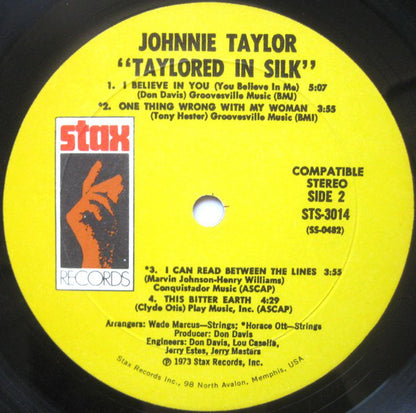 JOHNNIE TAYLOR
"TAYLORED IN SILK"
1. I BELIEVE IN YOU (You Believe In Me) 5:07
(Don Davis) Groovesville Music (BMI)
*2. ONE THING WRONG WITH MY WOMAN 3:55
(Tony Hester) Groovesville Music (BMI)
stax
RECORDS
COMPATIBLE
STEREO
SIDE 2
STS-3014
(SS-0482)
*3. I CAN READ BETWEEN THE LINES 3:55
(Marvin Johnson-Henry Williams)
Conquistador Music (ASCAP)
4. THIS BITTER EARTH 4:29
(Clyde Otis) Play Music, Inc. (ASCAP)
Arrangers: Wade Marcus—Strings; *Horace Ott—Strings
Producer: Don Davis
Engineers: Don Davis, Lou Casella,
Jerry Estes, Jerry Masters
℗ 1973 Stax Records, Inc.
Stax Records Inc., 98 North Avalon, Memphis, USA